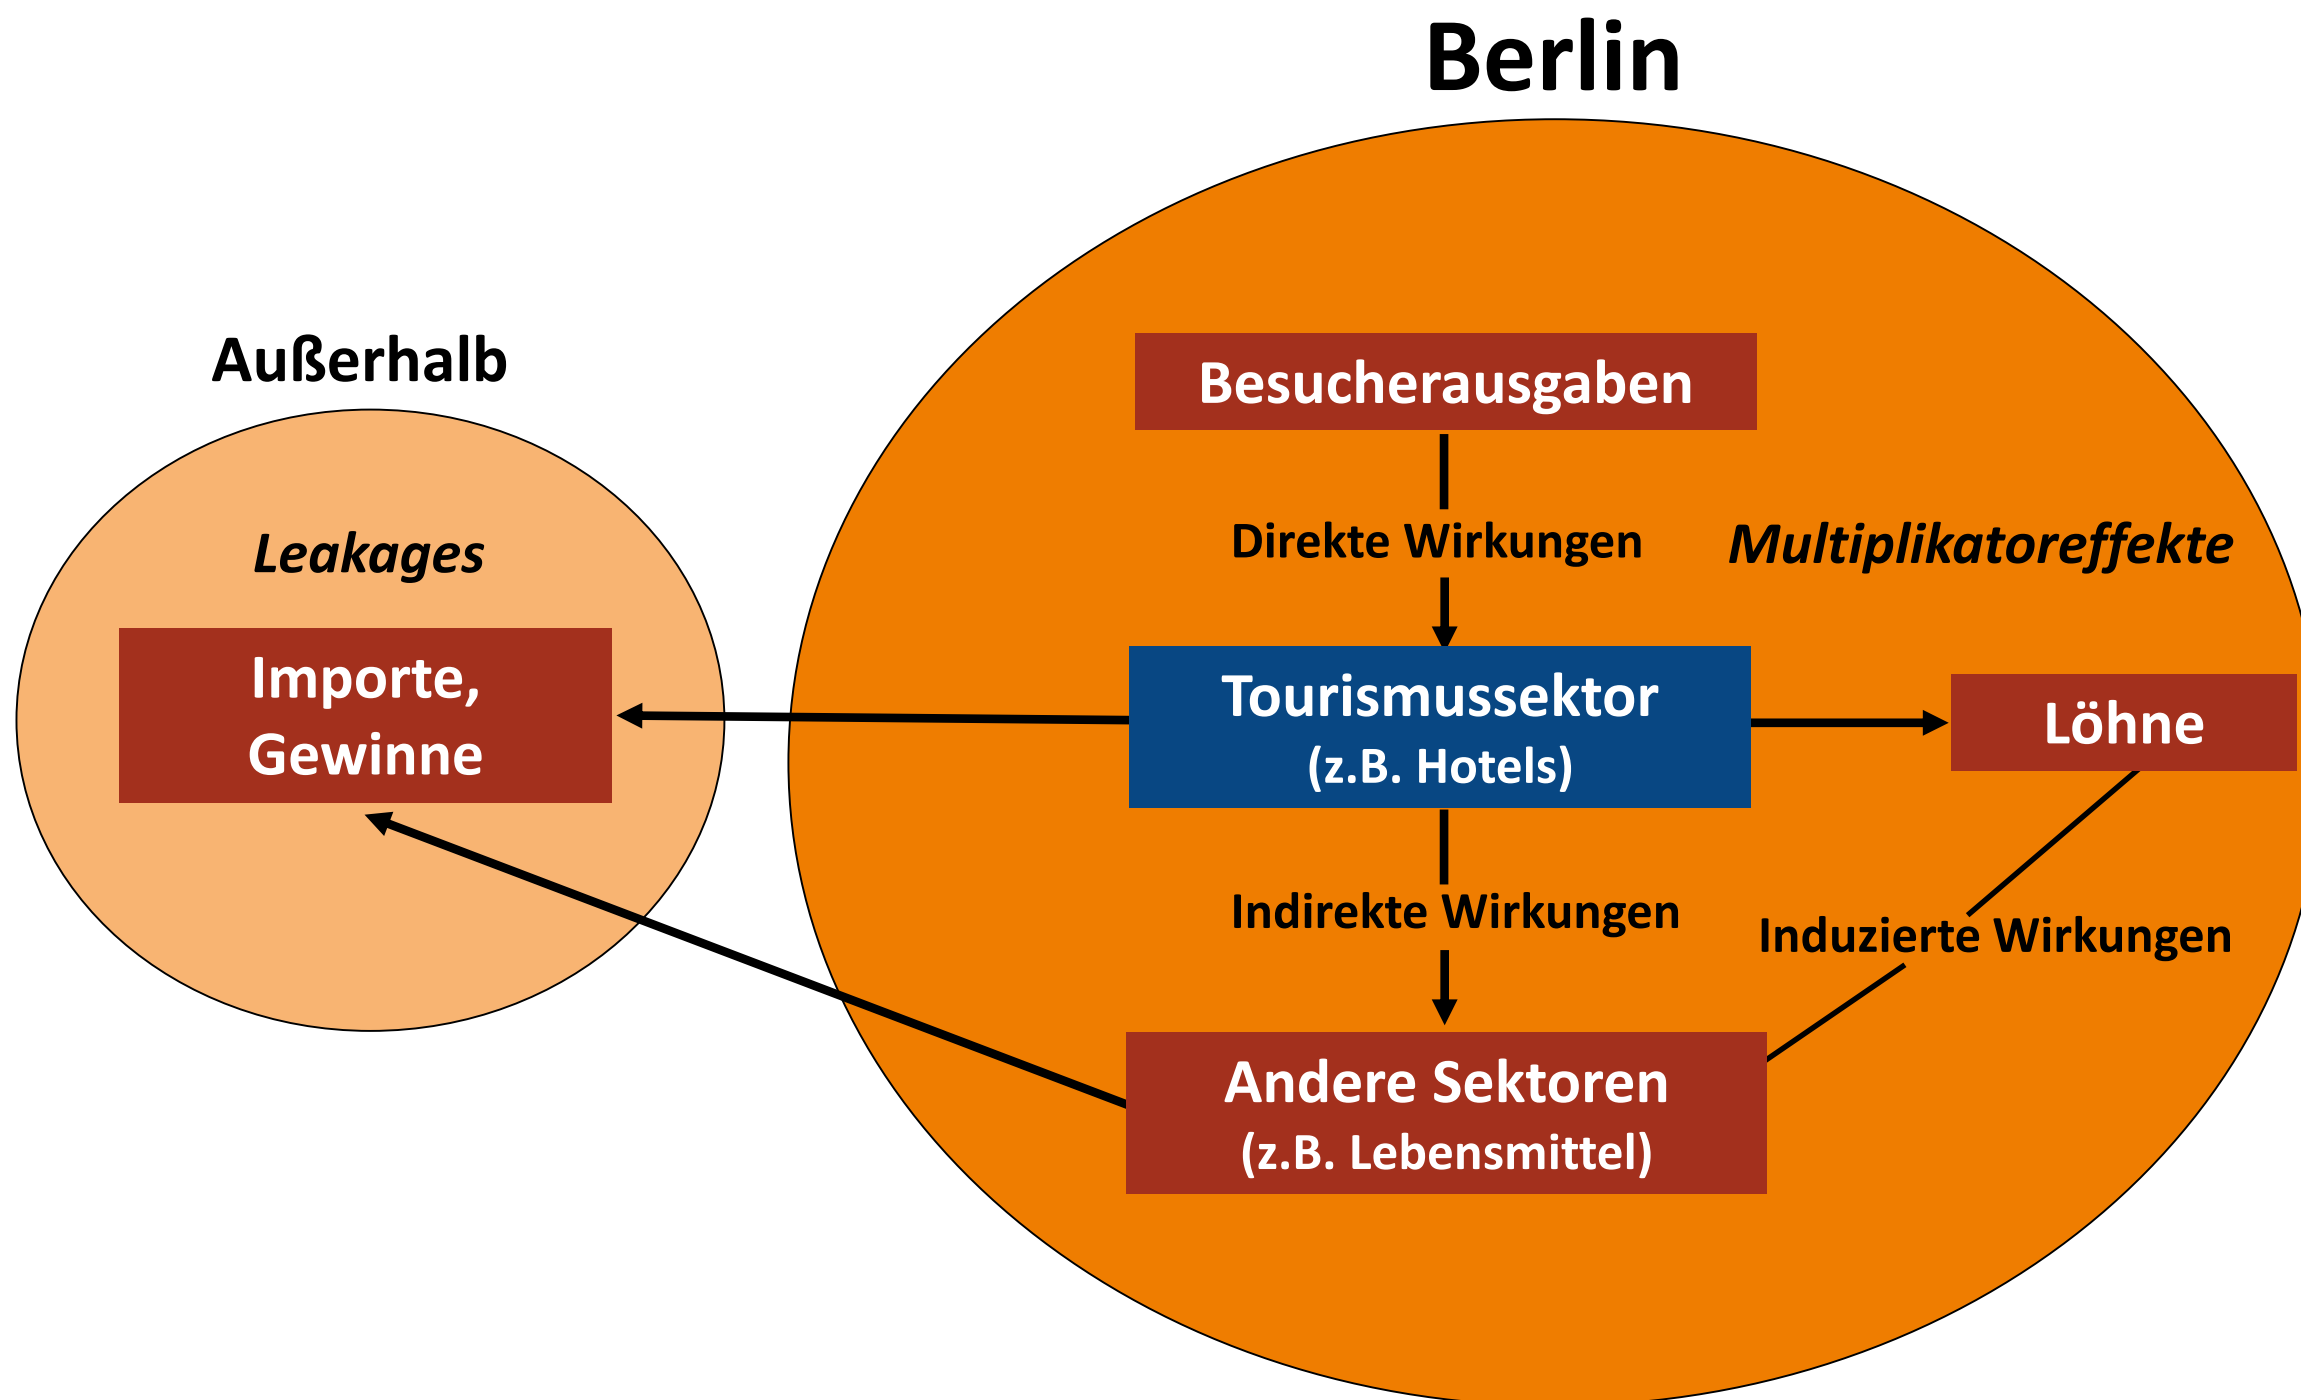 Berlin
Außerhalb
Leakages
Importe,
Gewinne
Besucherausgaben
Direkte Wirkungen
Multiplikatoreffekte
Tourismussektor
(z.B. Hotels)
Löhne
Indirekte Wirkungen
Induzierte Wirkungen
Andere Sektoren
(z.B. Lebensmittel)